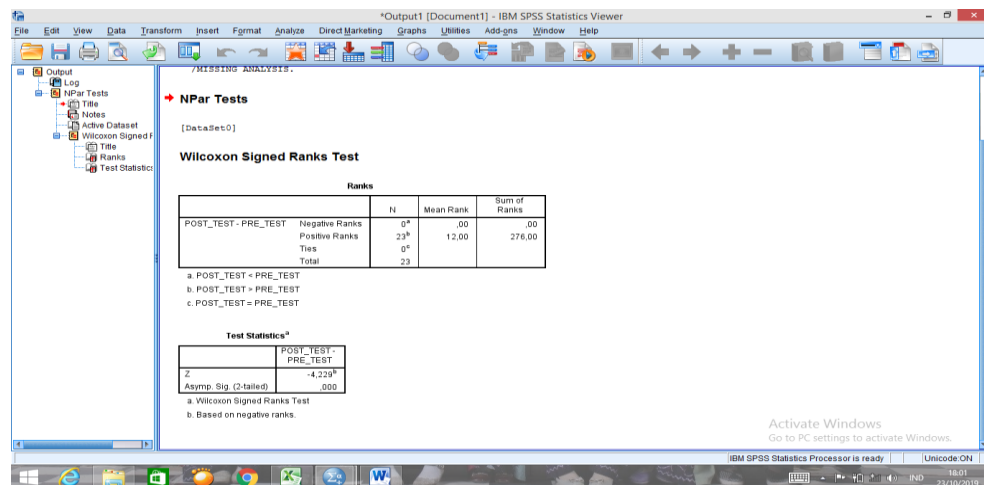 *Output1 [Document1] - IBM SPSS Statistics Viewer
File Edit View Data Transform Insert Format Analyze Direct Marketing Graphs Utilities Add-ons Window Help
Output
Log
NPar Tests
Title
Notes
Active Dataset
Wilcoxon Signed R
Title
Ranks
Test Statistics
/MISSING ANALYSIS.
NPar Tests
[DataSet0]
Wilcoxon Signed Ranks Test
Ranks
N Mean Rank Sum of Ranks
POST_TEST - PRE_TEST Negative Ranks 0a ,00 ,00
Positive Ranks 23b 12,00 276,00
Ties 0c
Total 23
a. POST_TEST < PRE_TEST
b. POST_TEST > PRE_TEST
c. POST_TEST = PRE_TEST
Test Statisticsa
POST_TEST - PRE_TEST
Z -4,229b
Asymp. Sig. (2-tailed) ,000
a. Wilcoxon Signed Ranks Test
b. Based on negative ranks.
Activate Windows
Go to PC settings to activate Windows.
IBM SPSS Statistics Processor is ready Unicode:ON
IND 18:01
23/10/2019